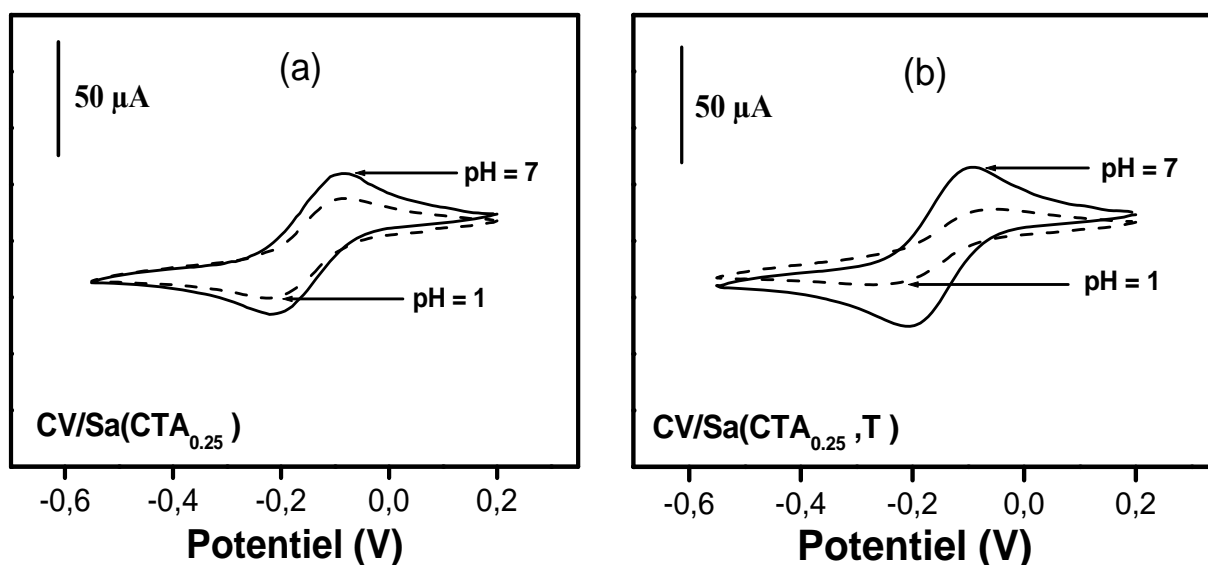 (a)
50 µA
pH = 7
pH = 1
CV/Sa(CTA0.25 )
-0,6 -0,4 -0,2 0,0 0,2
Potentiel (V)
(b)
50 µA
pH = 7
pH = 1
CV/Sa(CTA0.25 ,T )
-0,6 -0,4 -0,2 0,0 0,2
Potentiel (V)